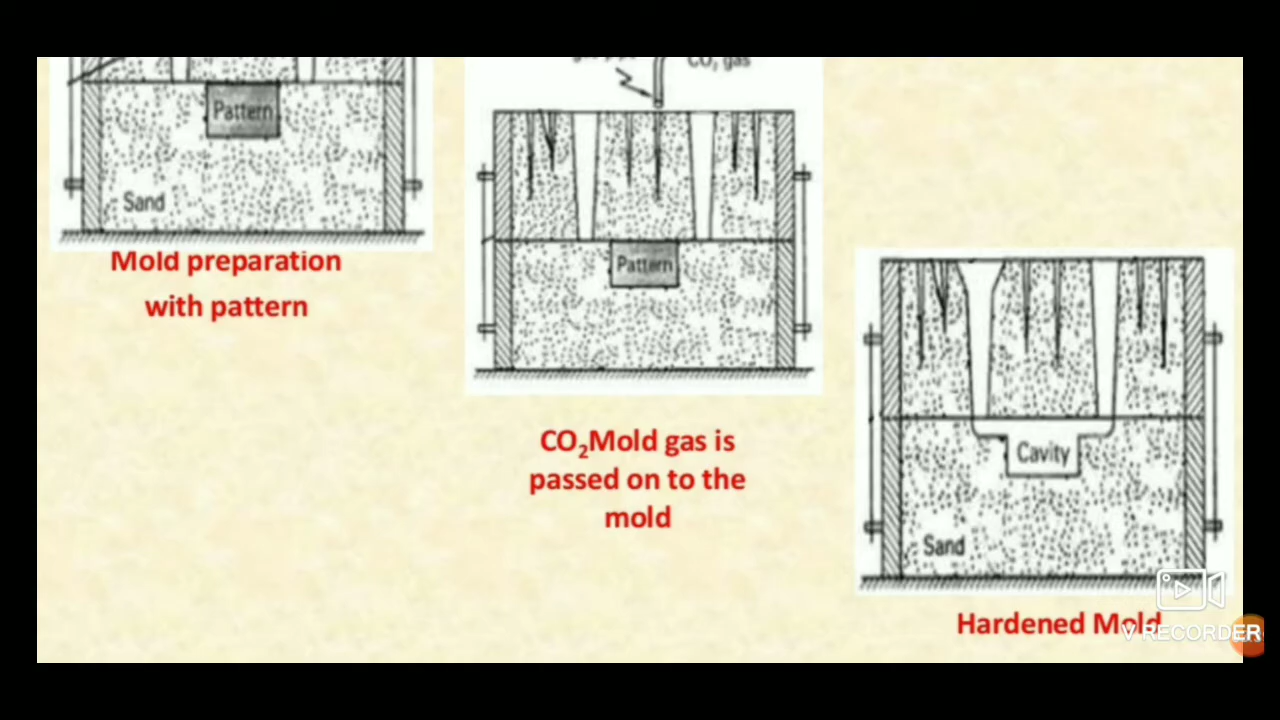 CO, gas
Pattern
Sand
Mold preparation
with pattern
Pattern
CO₂Mold gas is
passed on to the
mold
Cavity
Sand
Hardened Mold
V RECORDER